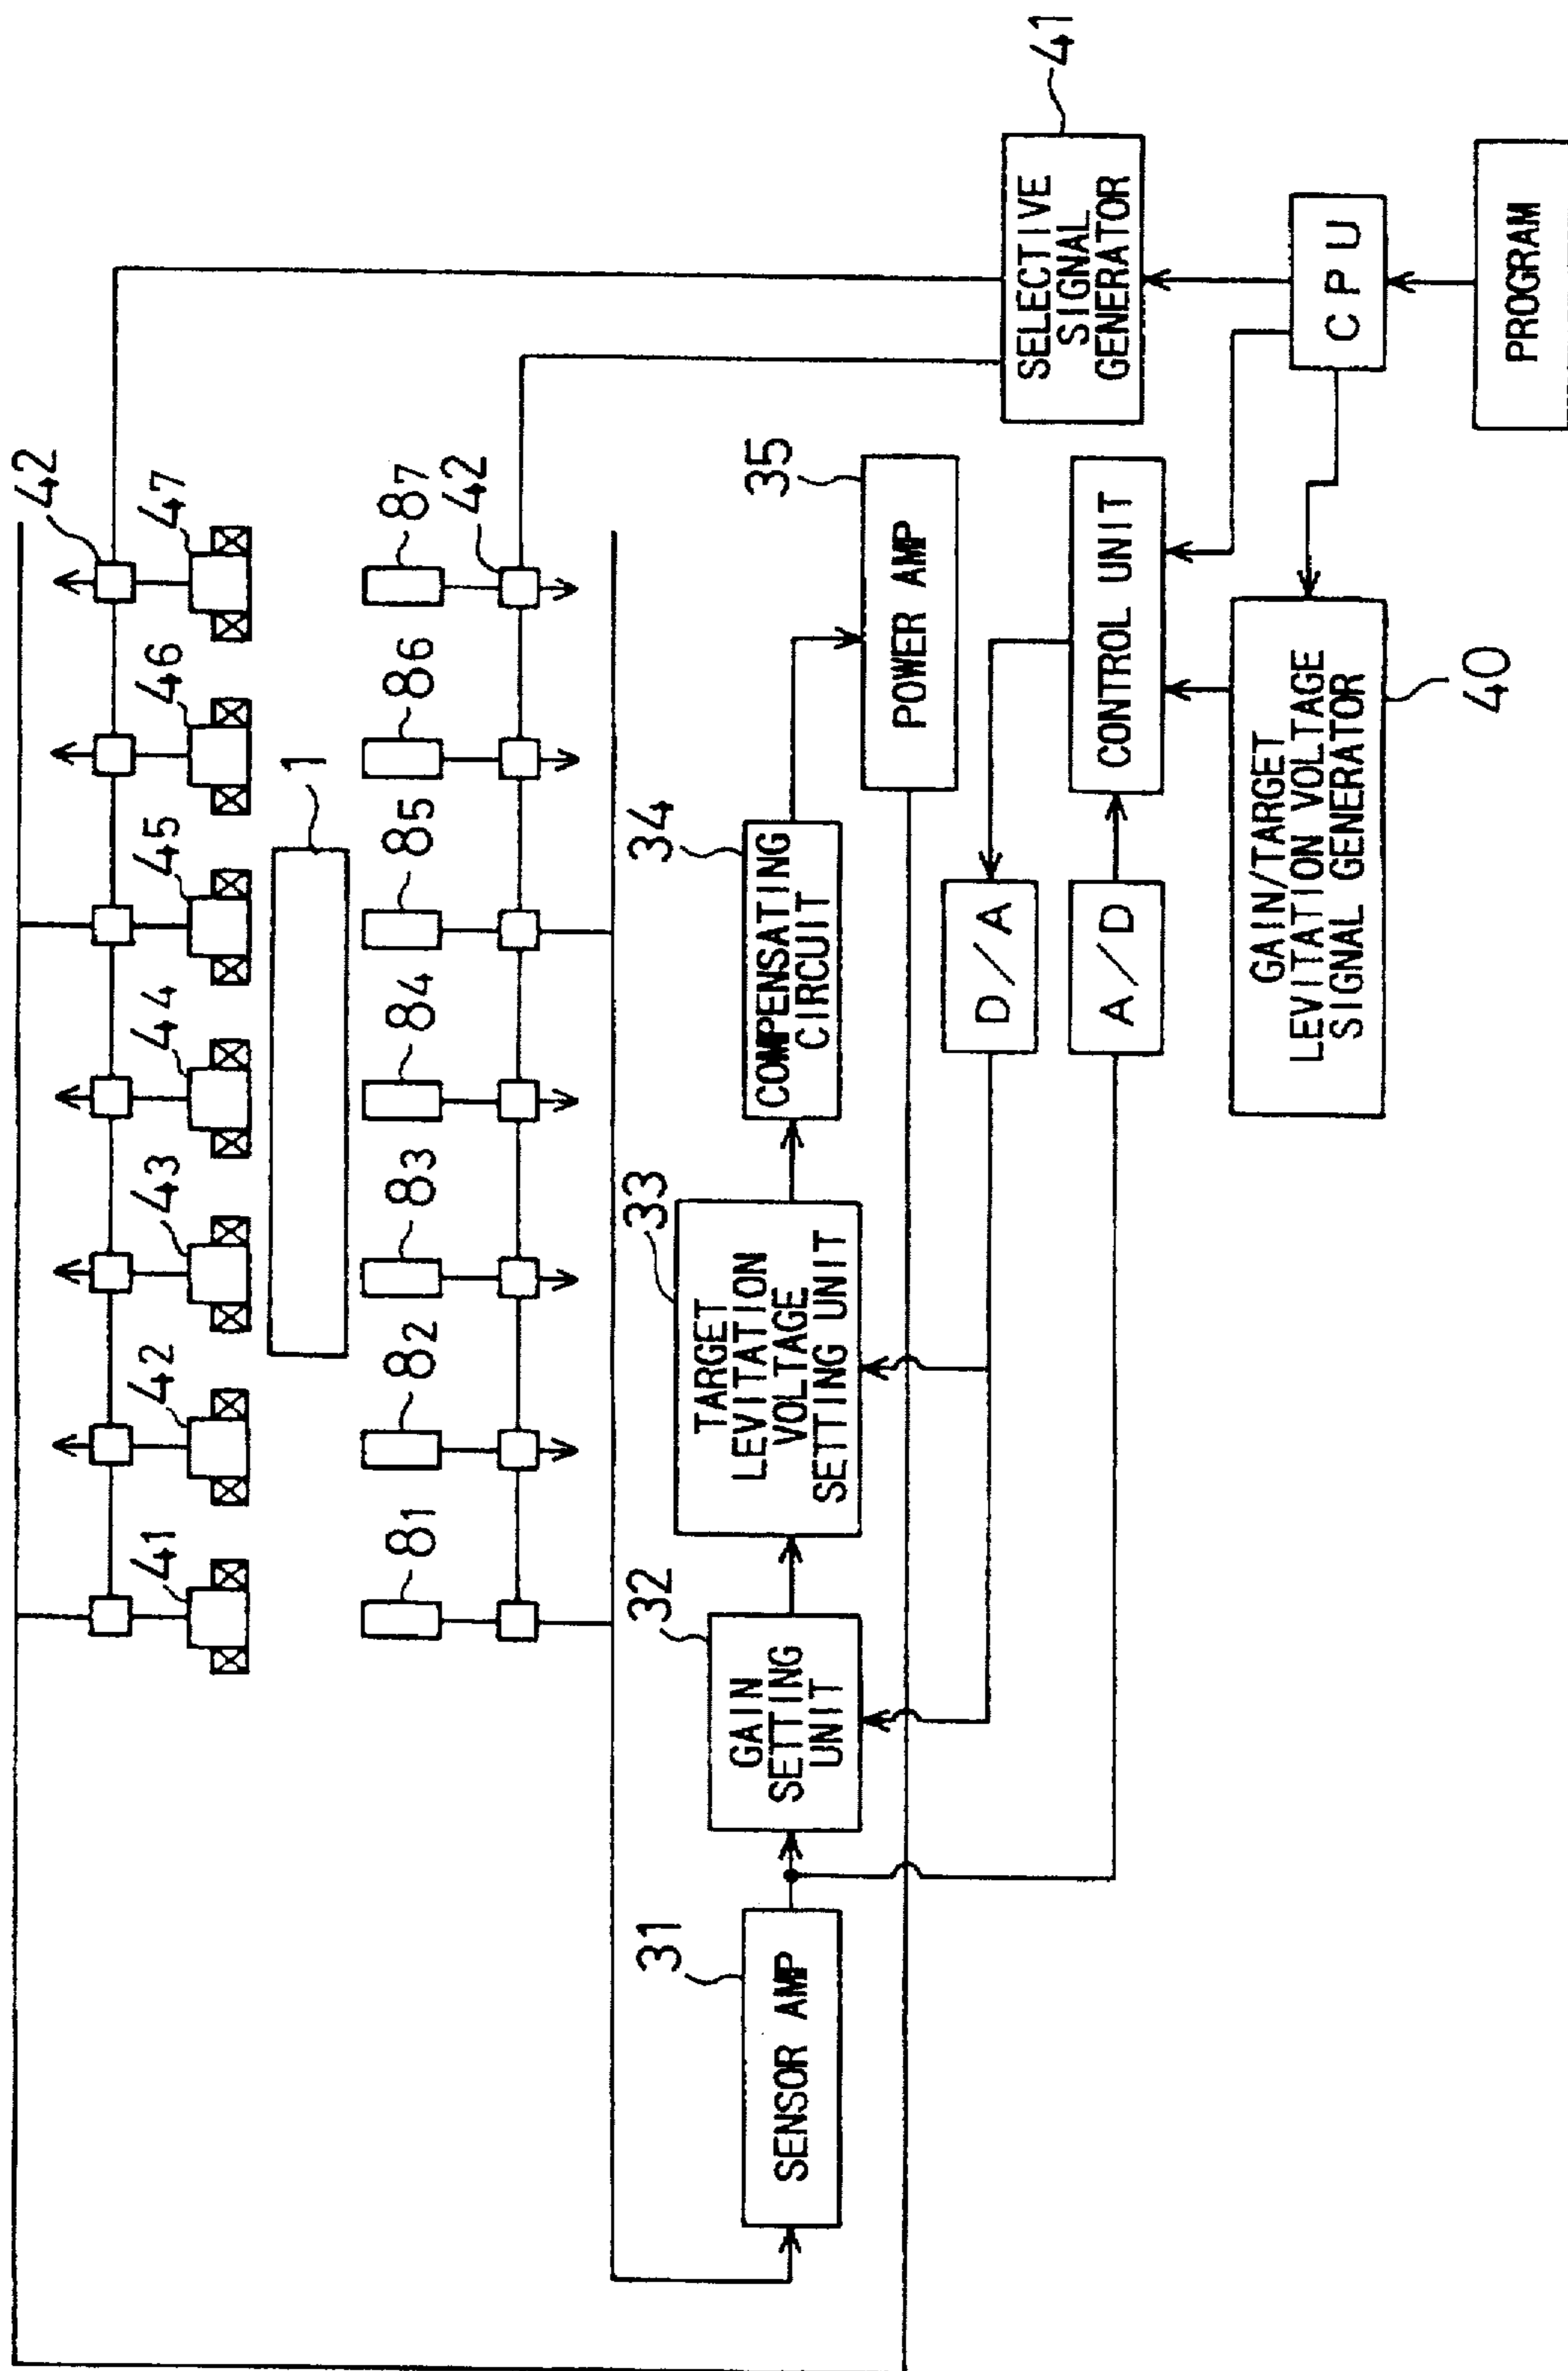 42
4₁
4₂
4₃
4₄
4₅
4₆
4₇
1
8₁
8₂
8₃
8₄
8₅
8₆
8₇
42
31
SENSOR AMP
32
GAIN
SETTING
UNIT
33
TARGET
LEVITATION
VOLTAGE
SETTING UNIT
34
COMPENSATING
CIRCUIT
35
POWER AMP
D/A
A/D
CONTROL UNIT
41
SELECTIVE
SIGNAL
GENERATOR
GAIN/TARGET
LEVITATION VOLTAGE
SIGNAL GENERATOR
40
CPU
PROGRAM